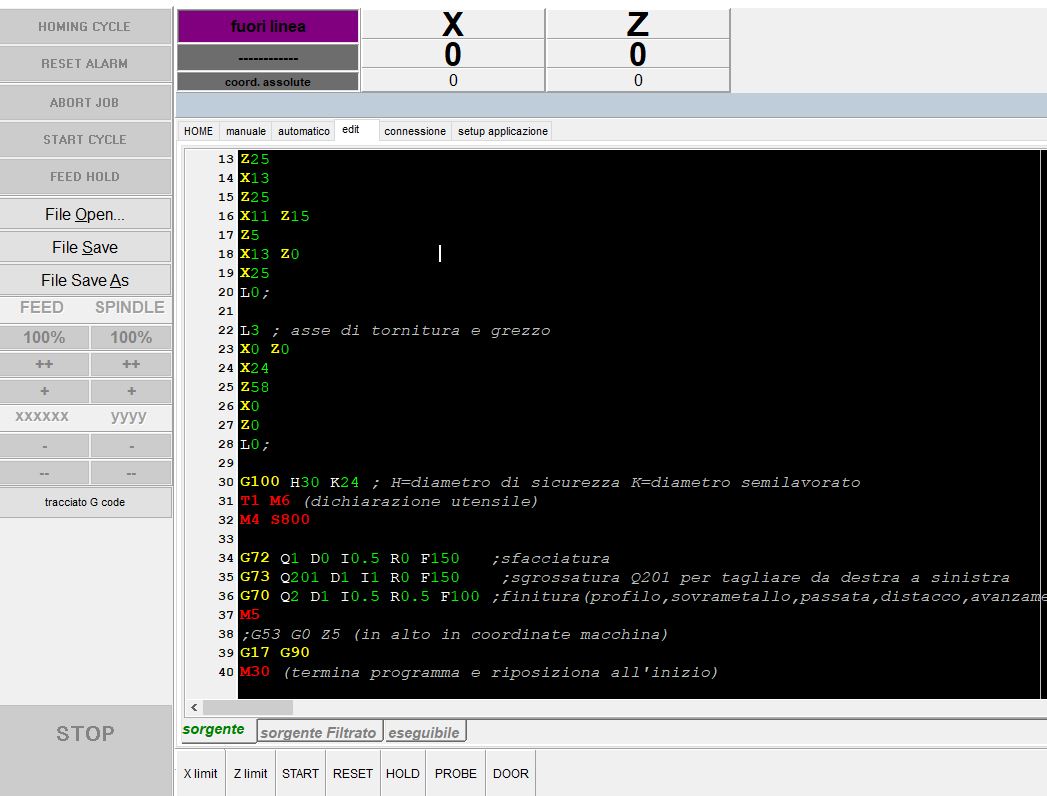 HOMING CYCLE
RESET ALARM
ABORT JOB
START CYCLE
FEED HOLD
File Open...
File Save
File Save As
FEED SPINDLE
100% 100%
++ ++
+ +
xxxxxx yyyy
- -
-- --
tracciato G code
STOP
fuori linea X Z
------------ 0 0
coord. assolute 0 0
HOME manuale automatico edit connessione setup applicazione
13 Z25
14 X13
15 Z25
16 X11 Z15
17 Z5
18 X13 Z0
19 X25
20 L0;
21
22 L3 ; asse di tornitura e grezzo
23 X0 Z0
24 X24
25 Z58
26 X0
27 Z0
28 L0;
29
30 G100 H30 K24 ; H=diametro di sicurezza K=diametro semilavorato
31 T1 M6 (dichiarazione utensile)
32 M4 S800
33
34 G72 Q1 D0 I0.5 R0 F150 ;sfacciatura
35 G73 Q201 D1 I1 R0 F150 ;sgrossatura Q201 per tagliare da destra a sinistra
36 G70 Q2 D1 I0.5 R0.5 F100 ;finitura(profilo,sovrametallo,passata,distacco,avanzame
37 M5
38 ;G53 G0 Z5 (in alto in coordinate macchina)
39 G17 G90
40 M30 (termina programma e riposiziona all'inizio)
sorgente sorgente Filtrato eseguibile
X limit Z limit START RESET HOLD PROBE DOOR